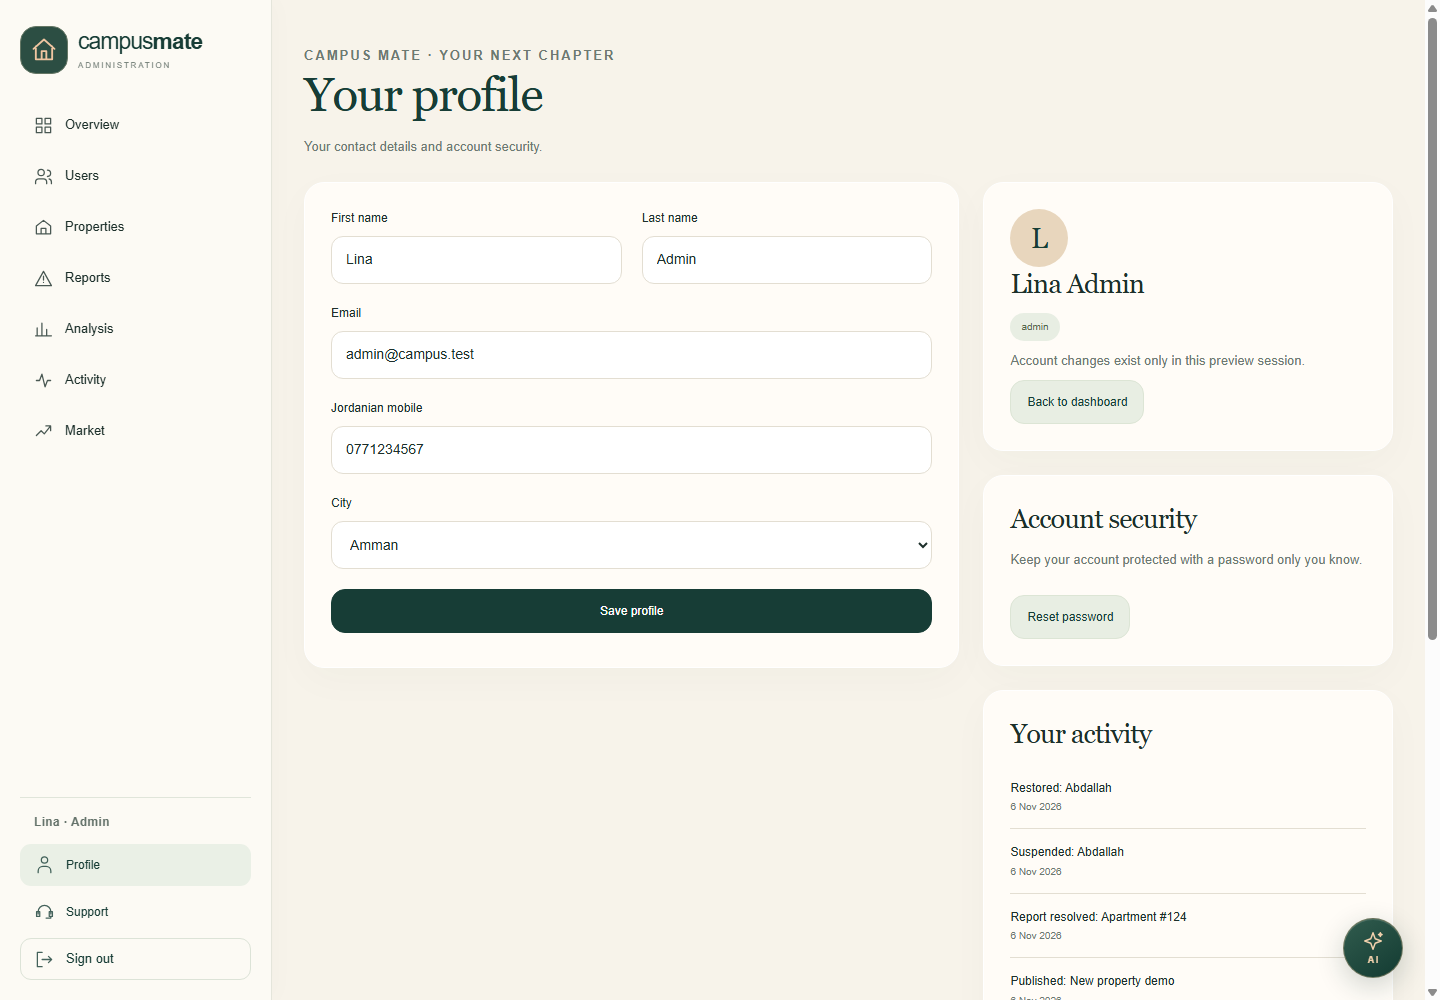 campusmate
ADMINISTRATION
Overview
Users
Properties
Reports
Analysis
Activity
Market
Lina · Admin
Profile
Support
Sign out
CAMPUS MATE · YOUR NEXT CHAPTER
Your profile
Your contact details and account security.
First name
Last name
Lina
Admin
Email
admin@campus.test
Jordanian mobile
0771234567
City
Amman
Save profile
L
Lina Admin
admin
Account changes exist only in this preview session.
Back to dashboard
Account security
Keep your account protected with a password only you know.
Reset password
Your activity
Restored: Abdallah
6 Nov 2026
Suspended: Abdallah
6 Nov 2026
Report resolved: Apartment #124
6 Nov 2026
Published: New property demo
6 Nov 2026
AI